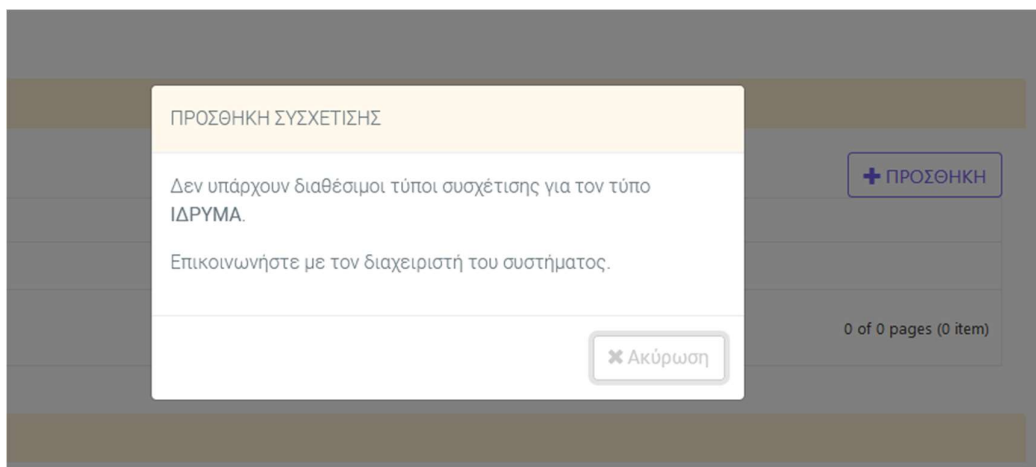 ΠΡΟΣΘΗΚΗ ΣΥΣΧΕΤΙΣΗΣ
Δεν υπάρχουν διαθέσιμοι τύποι συσχέτισης για τον τύπο
ΙΔΡΥΜΑ.
Επικοινωνήστε με τον διαχειριστή του συστήματος.
✖ Ακύρωση
✚ ΠΡΟΣΘΗΚΗ
0 of 0 pages (0 item)